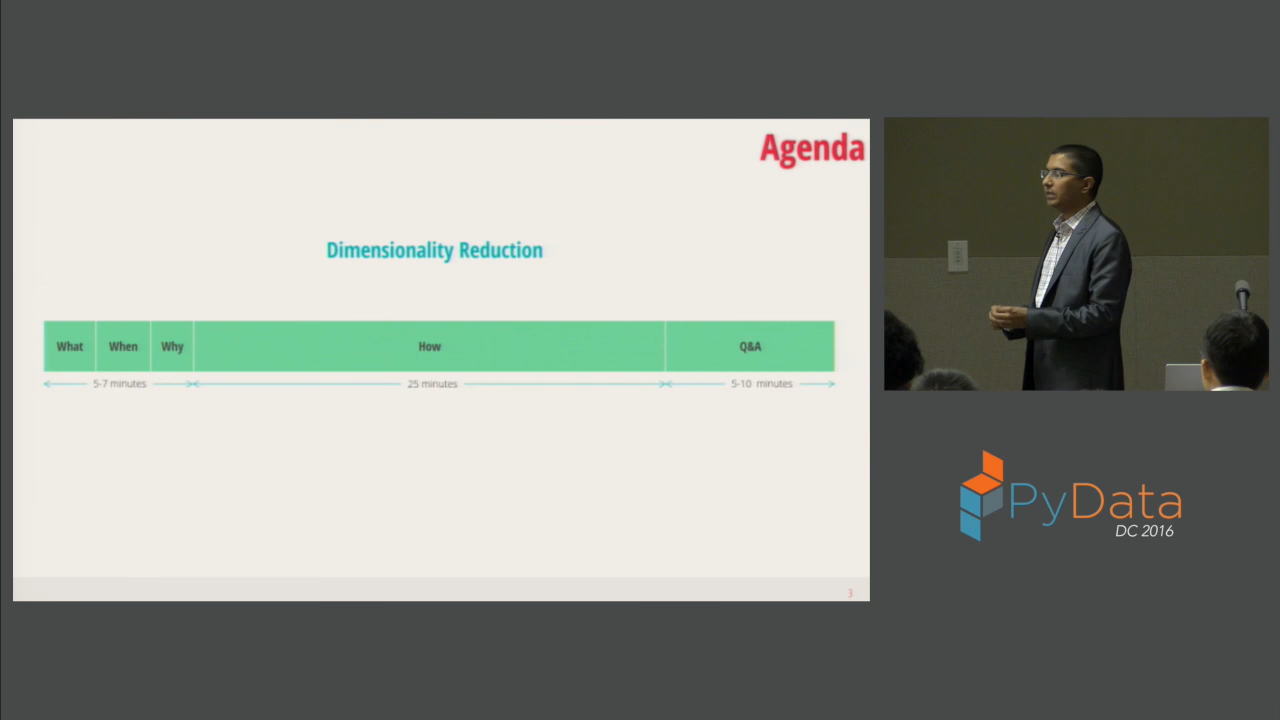 Agenda
Dimensionality Reduction
What When Why How Q&A
5-7 minutes 25 minutes 5-10 minutes
3
PyData
DC 2016